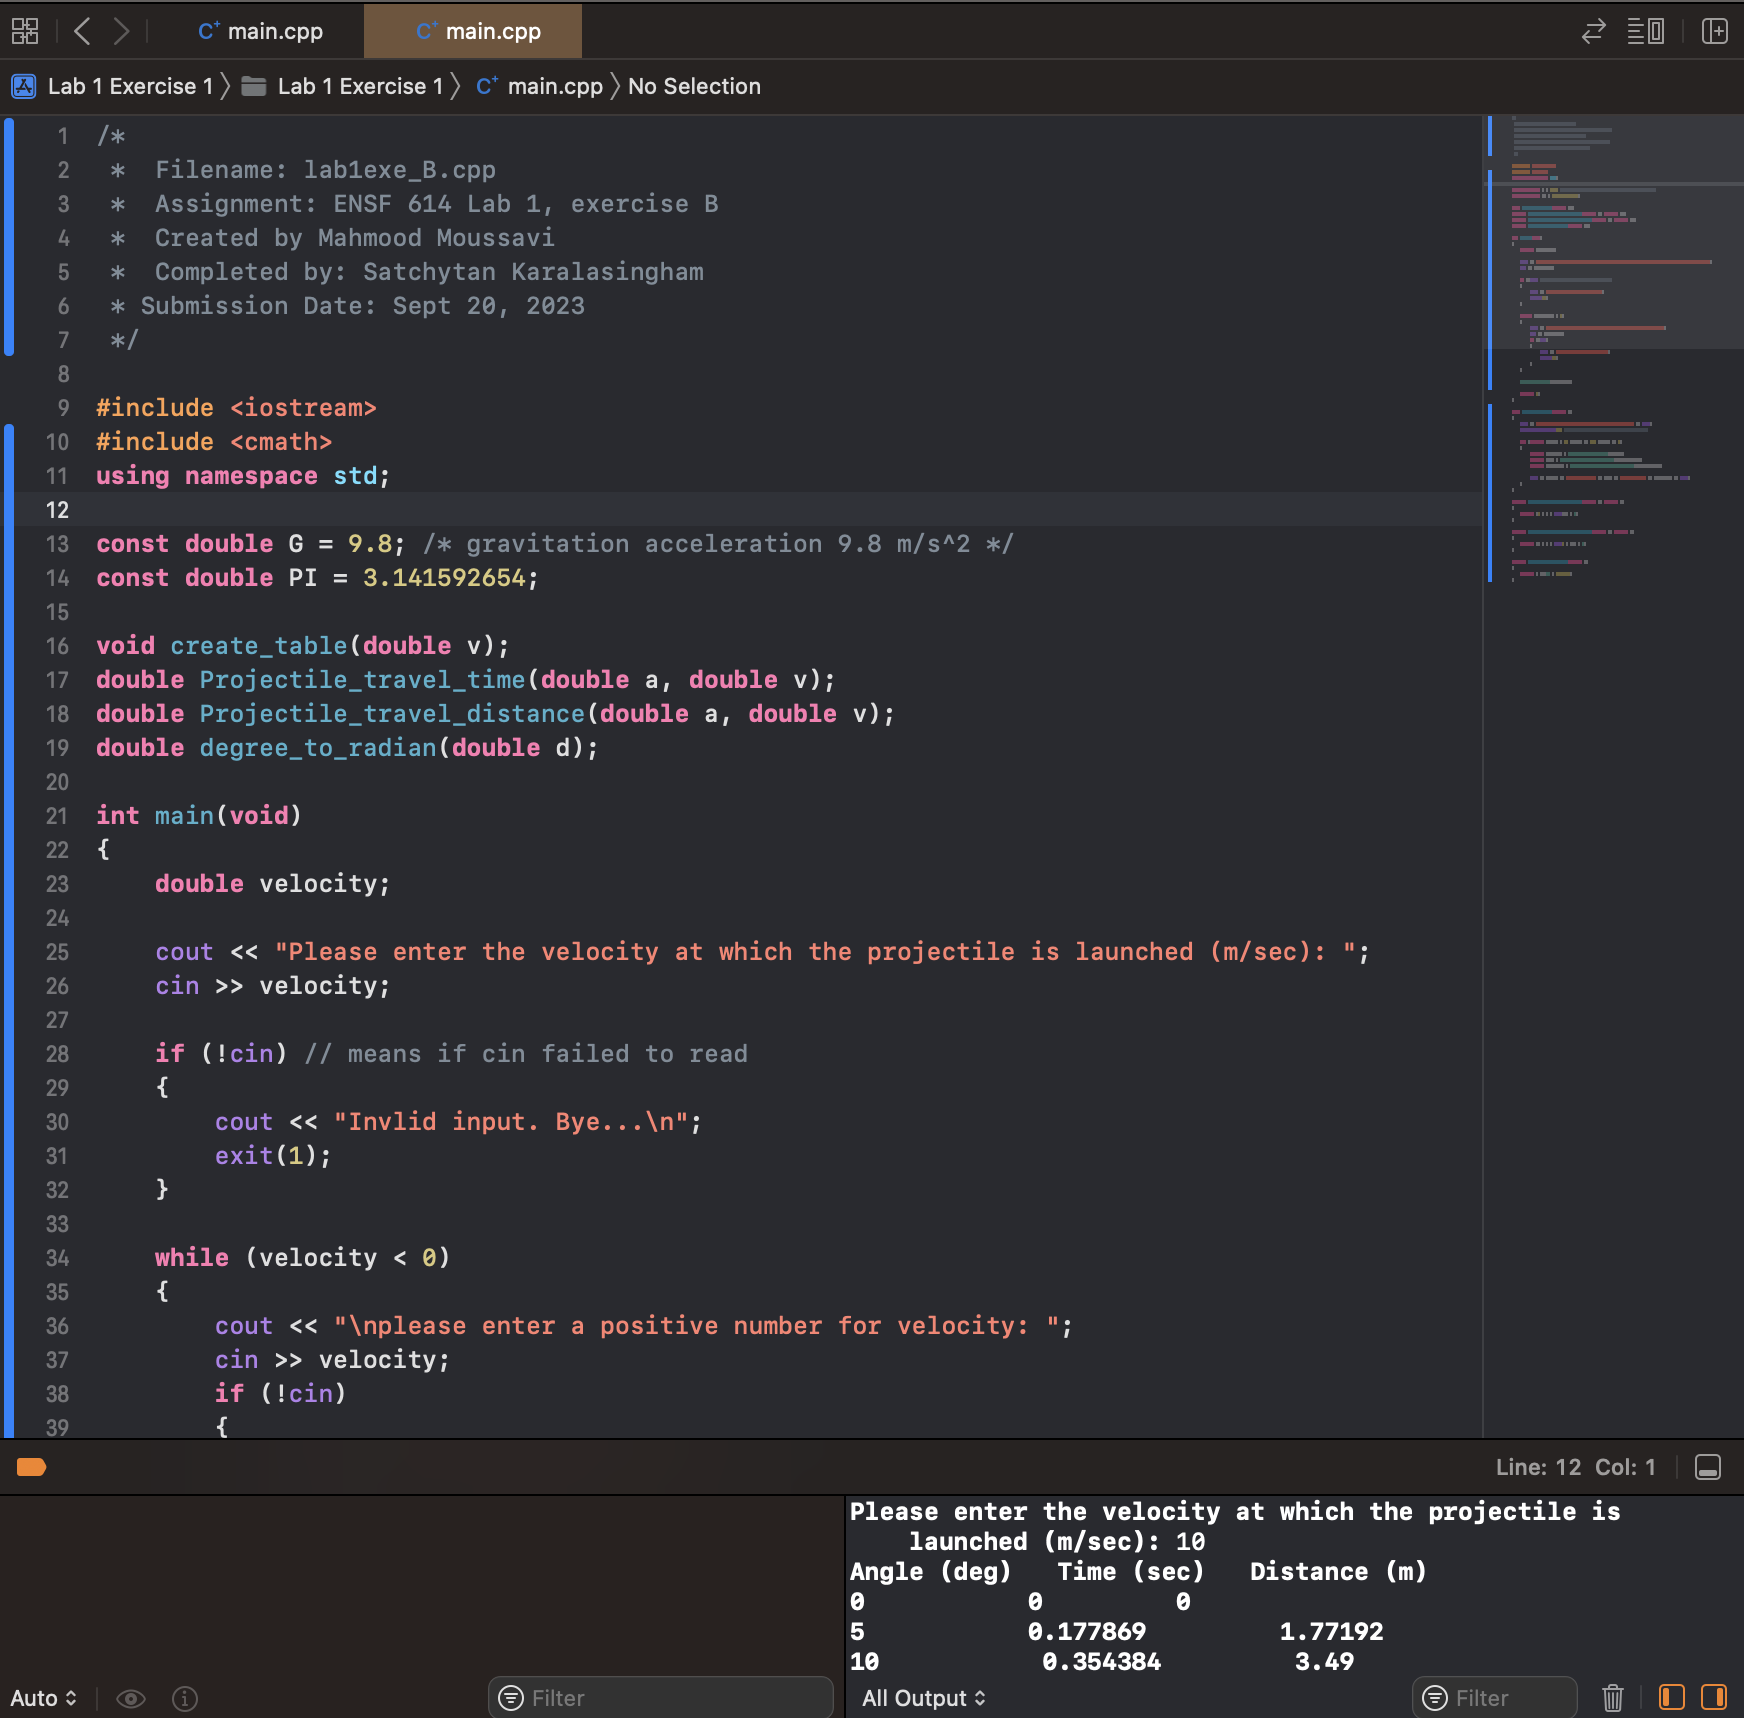 main.cpp main.cpp
Lab 1 Exercise 1 Lab 1 Exercise 1 main.cpp No Selection
1 /*
2  *  Filename: lab1exe_B.cpp
3  *  Assignment: ENSF 614 Lab 1, exercise B
4  *  Created by Mahmood Moussavi
5  *  Completed by: Satchytan Karalasingham
6  * Submission Date: Sept 20, 2023
7  */
8
9 #include <iostream>
10 #include <cmath>
11 using namespace std;
12
13 const double G = 9.8; /* gravitation acceleration 9.8 m/s^2 */
14 const double PI = 3.141592654;
15
16 void create_table(double v);
17 double Projectile_travel_time(double a, double v);
18 double Projectile_travel_distance(double a, double v);
19 double degree_to_radian(double d);
20
21 int main(void)
22 {
23     double velocity;
24
25     cout << "Please enter the velocity at which the projectile is launched (m/sec): ";
26     cin >> velocity;
27
28     if (!cin) // means if cin failed to read
29     {
30         cout << "Invlid input. Bye...\n";
31         exit(1);
32     }
33
34     while (velocity < 0)
35     {
36         cout << "\nplease enter a positive number for velocity: ";
37         cin >> velocity;
38         if (!cin)
39         {
Line: 12 Col: 1
Please enter the velocity at which the projectile is
    launched (m/sec): 10
Angle (deg)   Time (sec)   Distance (m)
0           0         0
5           0.177869         1.77192
10           0.354384         3.49
Auto Filter All Output Filter